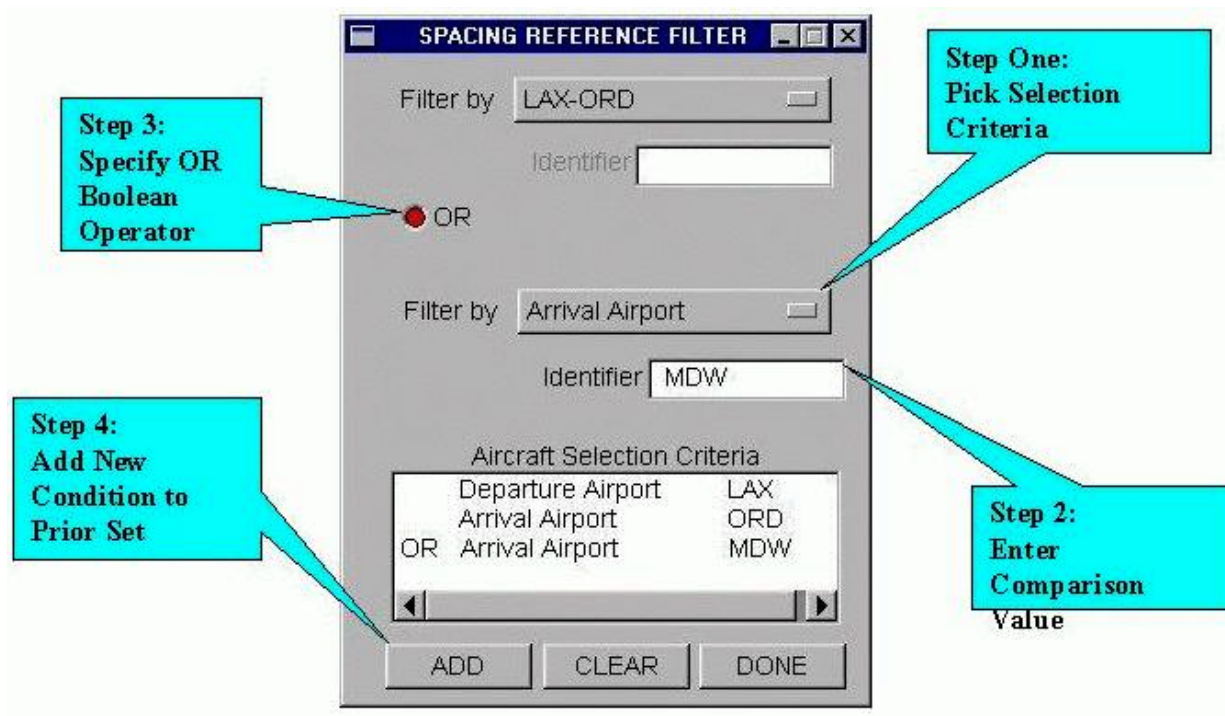 SPACING REFERENCE FILTER
Filter by LAX-ORD
Identifier
OR
Filter by Arrival Airport
Identifier MDW
Aircraft Selection Criteria
Departure Airport LAX
Arrival Airport ORD
OR Arrival Airport MDW
ADD CLEAR DONE
Step One:
Pick Selection
Criteria
Step 2:
Enter
Comparison
Value
Step 3:
Specify OR
Boolean
Operator
Step 4:
Add New
Condition to
Prior Set